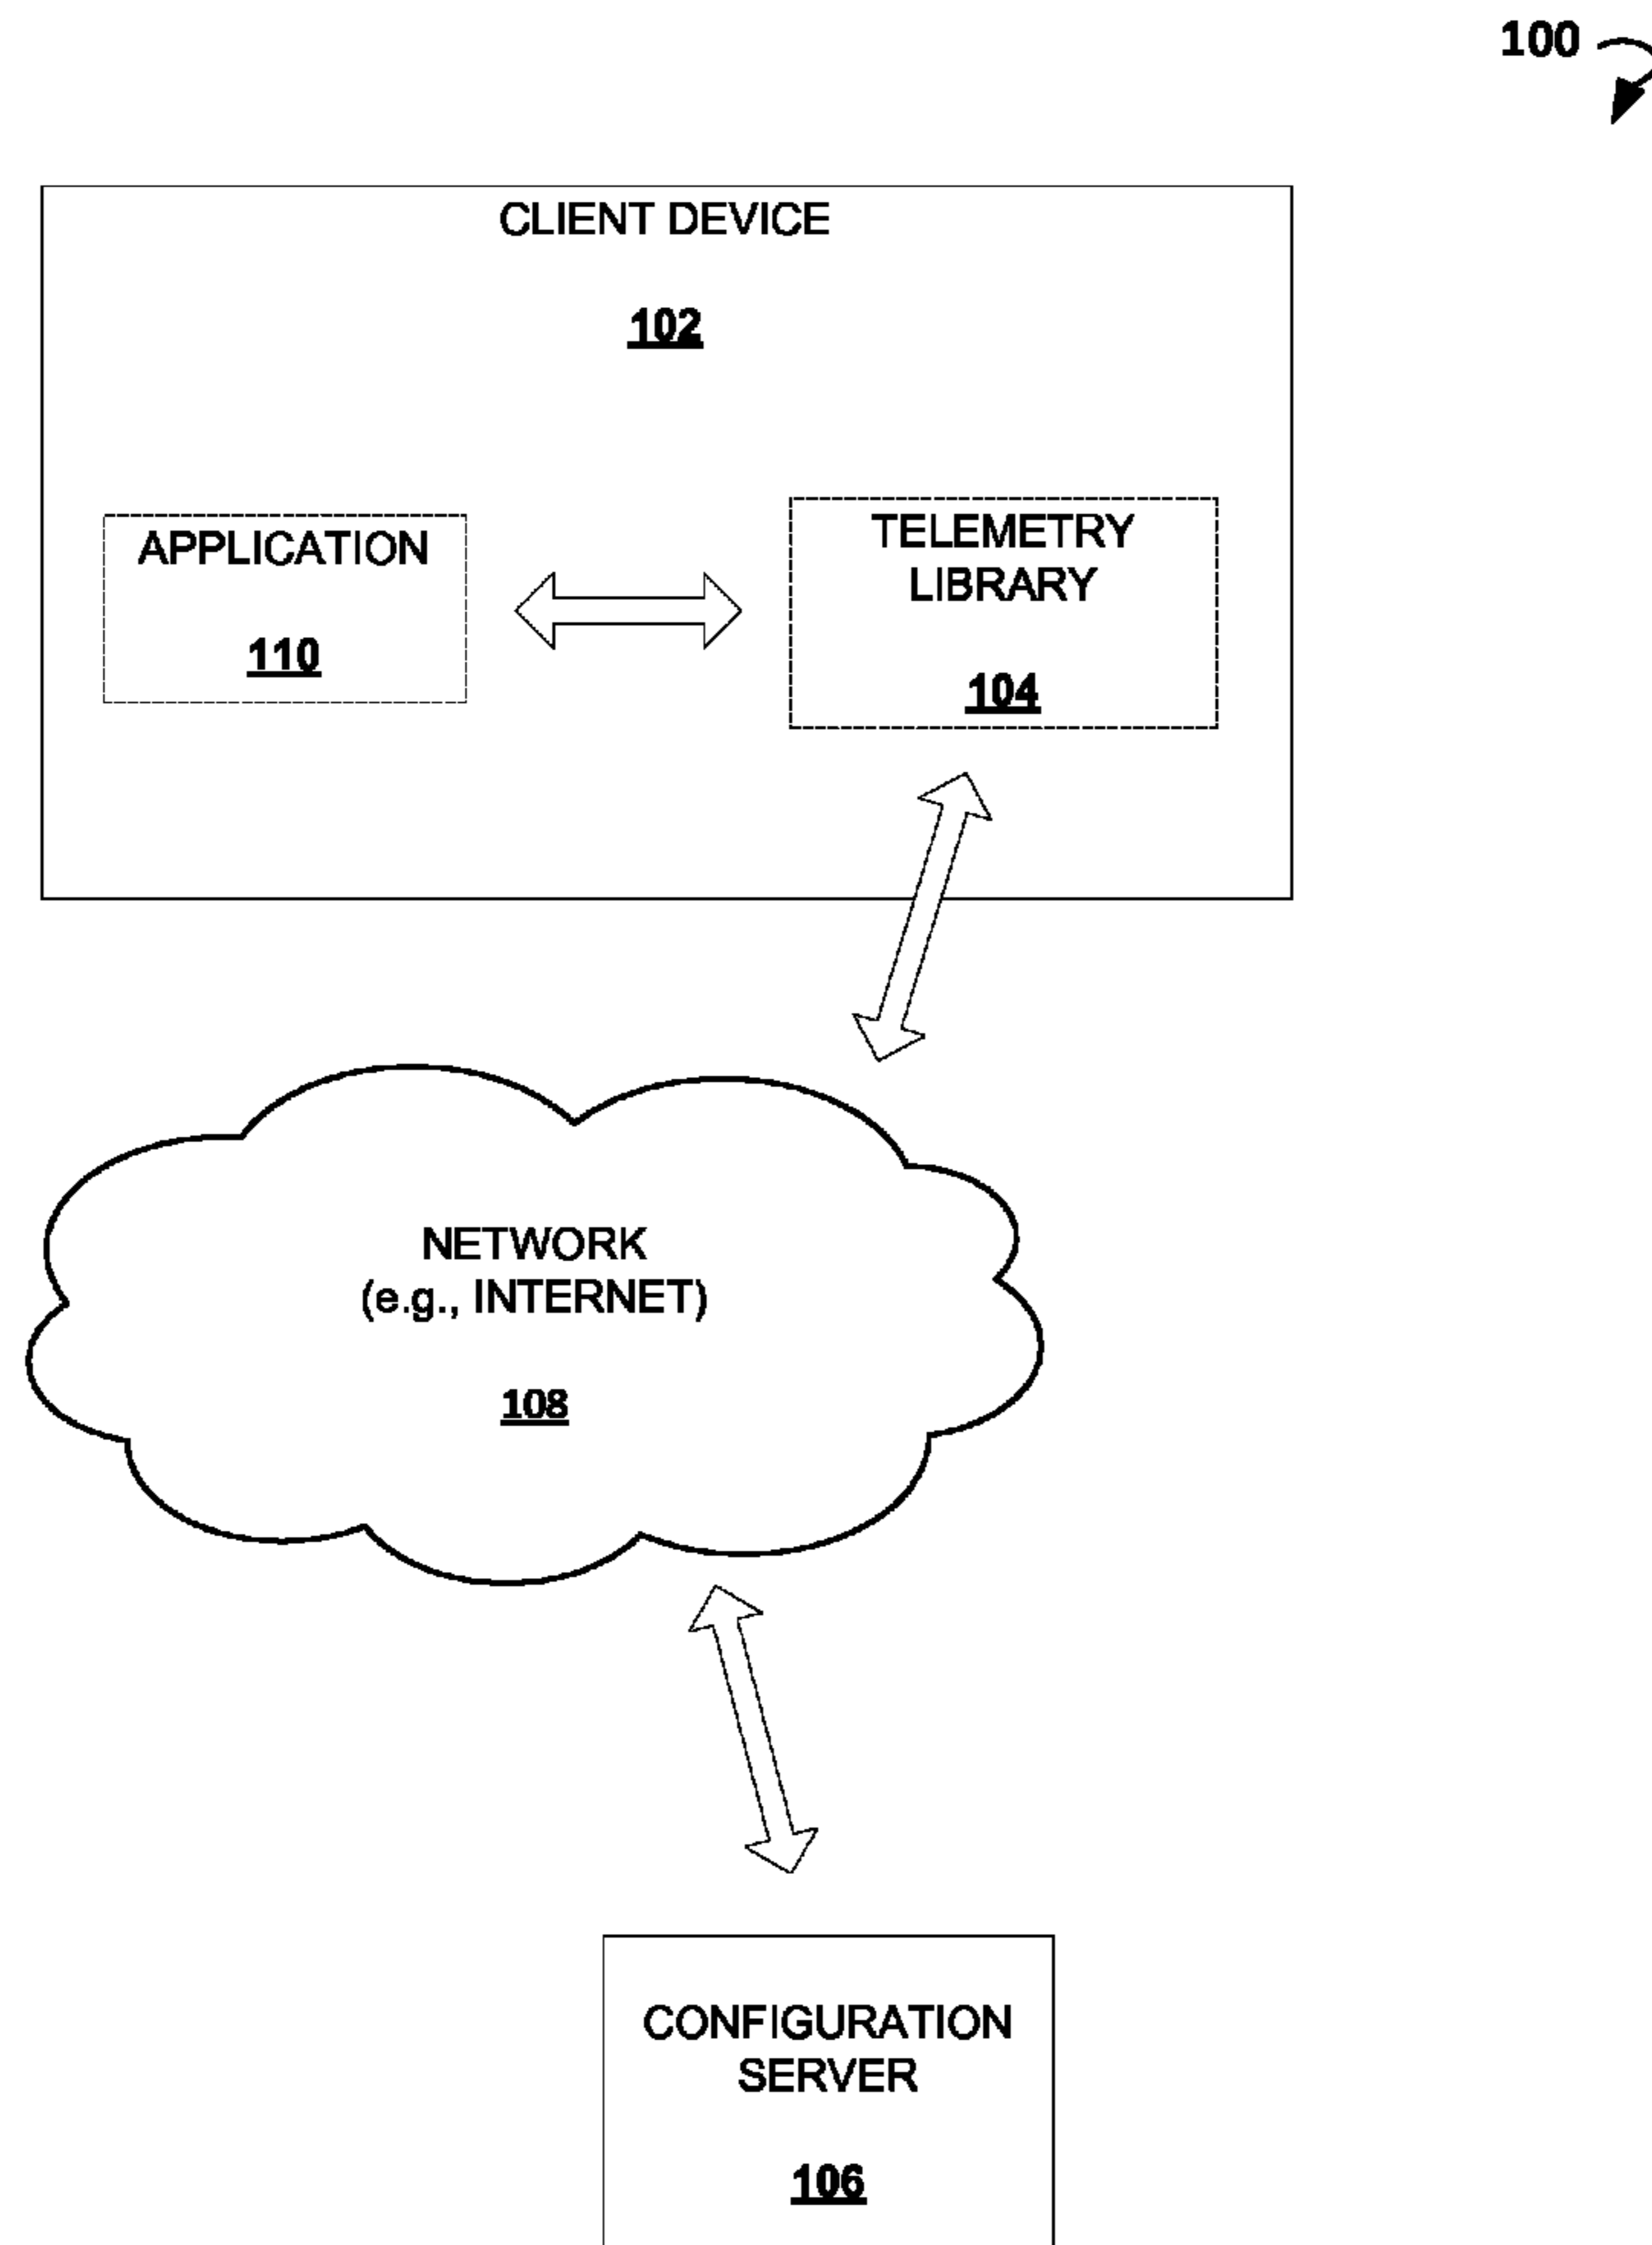 100
CLIENT DEVICE
102
APPLICATION
110
TELEMETRY
LIBRARY
104
NETWORK
(e.g., INTERNET)
108
CONFIGURATION
SERVER
106